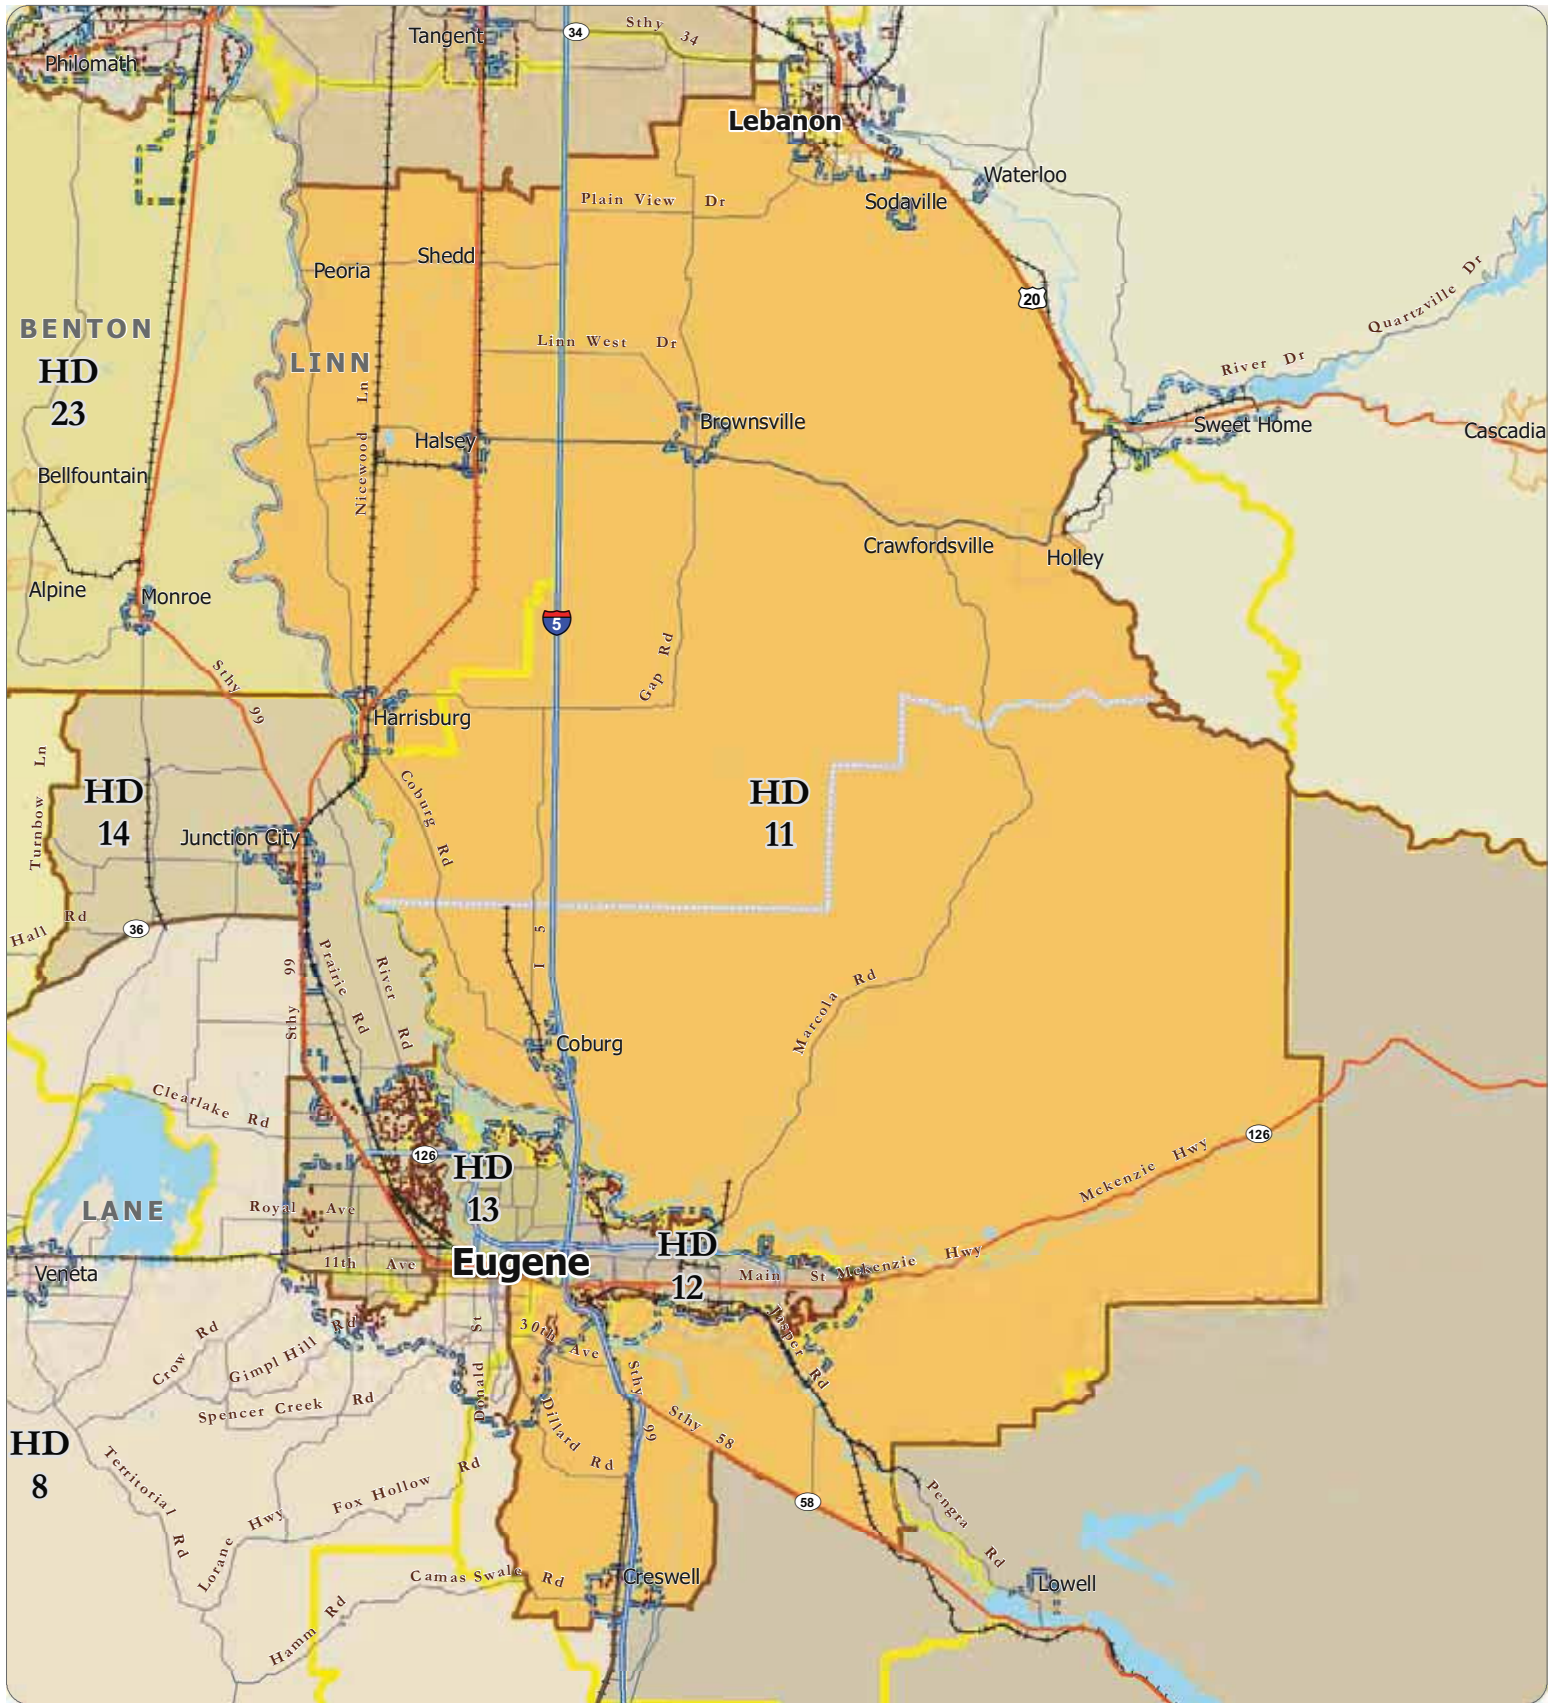 Philomath
Tangent
34
Sthy 34
Lebanon
Waterloo
Sodaville
Plain View Dr
Peoria
Shedd
20
Quartzville Dr
BENTON
HD
23
LINN
Linn West Dr
River Dr
Nicewood Ln
Halsey
Brownsville
Sweet Home
Cascadia
Bellfountain
Crawfordsville
Holley
Alpine
Monroe
5
Sthy 99
Gap Rd
Harrisburg
Turnbow Ln
HD
14
Coburg Rd
HD
11
Junction City
Hall Rd
36
Prairie Rd
River Rd
Sthy 99
I 5
Marcola Rd
Coburg
Clearlake Rd
126
126
Mckenzie Hwy
HD
13
LANE
Royal Ave
11th Ave
Eugene
HD
12
Main St
Mckenzie Hwy
Veneta
30th Ave
Jasper Rd
Crow Rd
Gimpl Hill Rd
Donald St
Sthy 99
Spencer Creek Rd
Dillard Rd
Sthy 58
HD
8
Territorial Rd
Fox Hollow Rd
Lorane Hwy
58
Pengra Rd
Camas Swale Rd
Creswell
Lowell
Hamm Rd